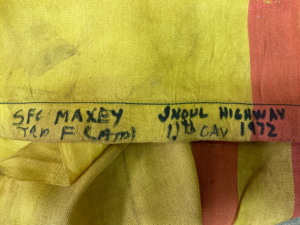 SFC MAXEY SNOUL HIGHWAY
TRP F 11TH CAV 1972